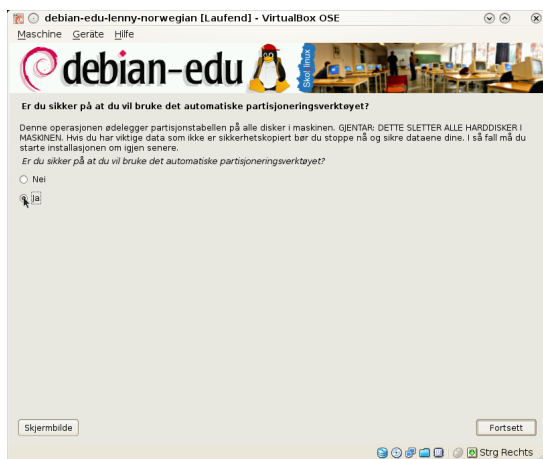 debian-edu-lenny-norwegian [Laufend] - VirtualBox OSE
Maschine Geräte Hilfe
debian-edu
Skolelinux
Er du sikker på at du vil bruke det automatiske partisjoneringsverktøyet?
Denne operasjonen ødelegger partisjonstabellen på alle disker i maskinen. GJENTAR: DETTE SLETTER ALLE HARDDISKER I
MASKINEN. Hvis du har viktige data som ikke er sikkerhetskopiert bør du stoppe nå og sikre dataene dine. I så fall må du
starte installasjonen om igjen senere.
Er du sikker på at du vil bruke det automatiske partisjoneringsverktøyet?
Nei
Ja
Skjermbilde
Fortsett
Strg Rechts